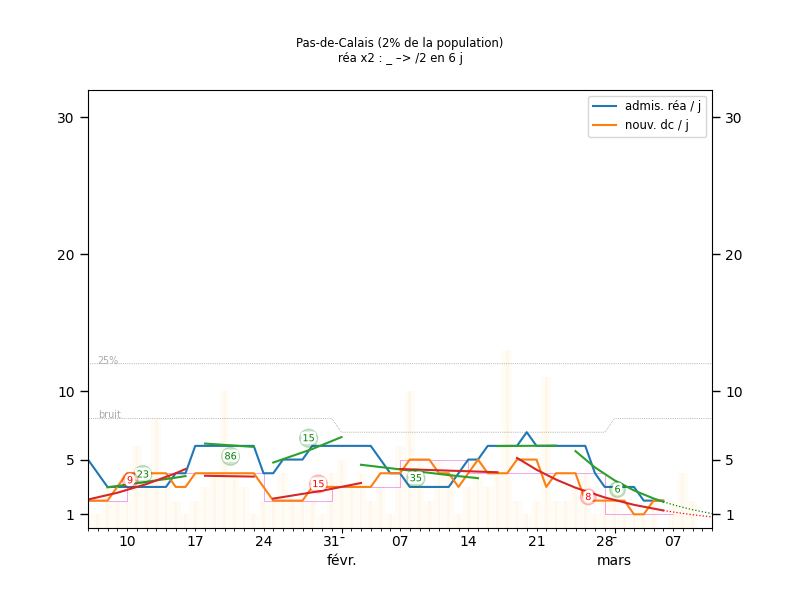 Pas-de-Calais (2% de la population)
réa x2 : _ –> /2 en 6 j
admis. réa / j
nouv. dc / j
30 30
20 20
25%
10 10
bruit
15
86
5 5
23
9
15
35
6
8
1 1
10 17 24 31 07 14 21 28 07
févr. mars